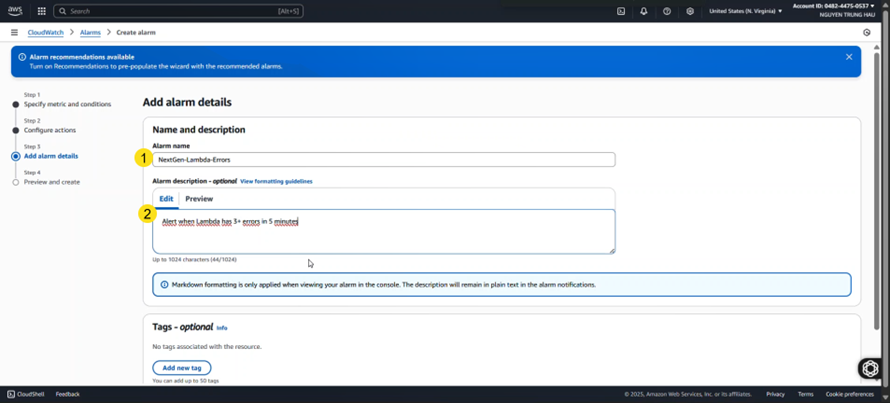 aws
Search
[Alt+S]
United States (N. Virginia)
Account ID: 0482-4475-0537
NGUYEN TRUNG HAU
CloudWatch
Alarms
Create alarm
Alarm recommendations available
Turn on Recommendations to pre-populate the wizard with the recommended alarms.
Step 1
Specify metric and conditions
Step 2
Configure actions
Step 3
Add alarm details
Step 4
Preview and create
Add alarm details
Name and description
Alarm name
1
NextGen-Lambda-Errors
Alarm description - optional View formatting guidelines
Edit
Preview
2
Alert when Lambda has 3+ errors in 5 minutes
Up to 1024 characters (44/1024)
Markdown formatting is only applied when viewing your alarm in the console. The description will remain in plain text in the alarm notifications.
Tags - optional Info
No tags associated with the resource.
Add new tag
You can add up to 50 tags
CloudShell
Feedback
© 2025, Amazon Web Services, Inc. or its affiliates.
Privacy
Terms
Cookie preferences